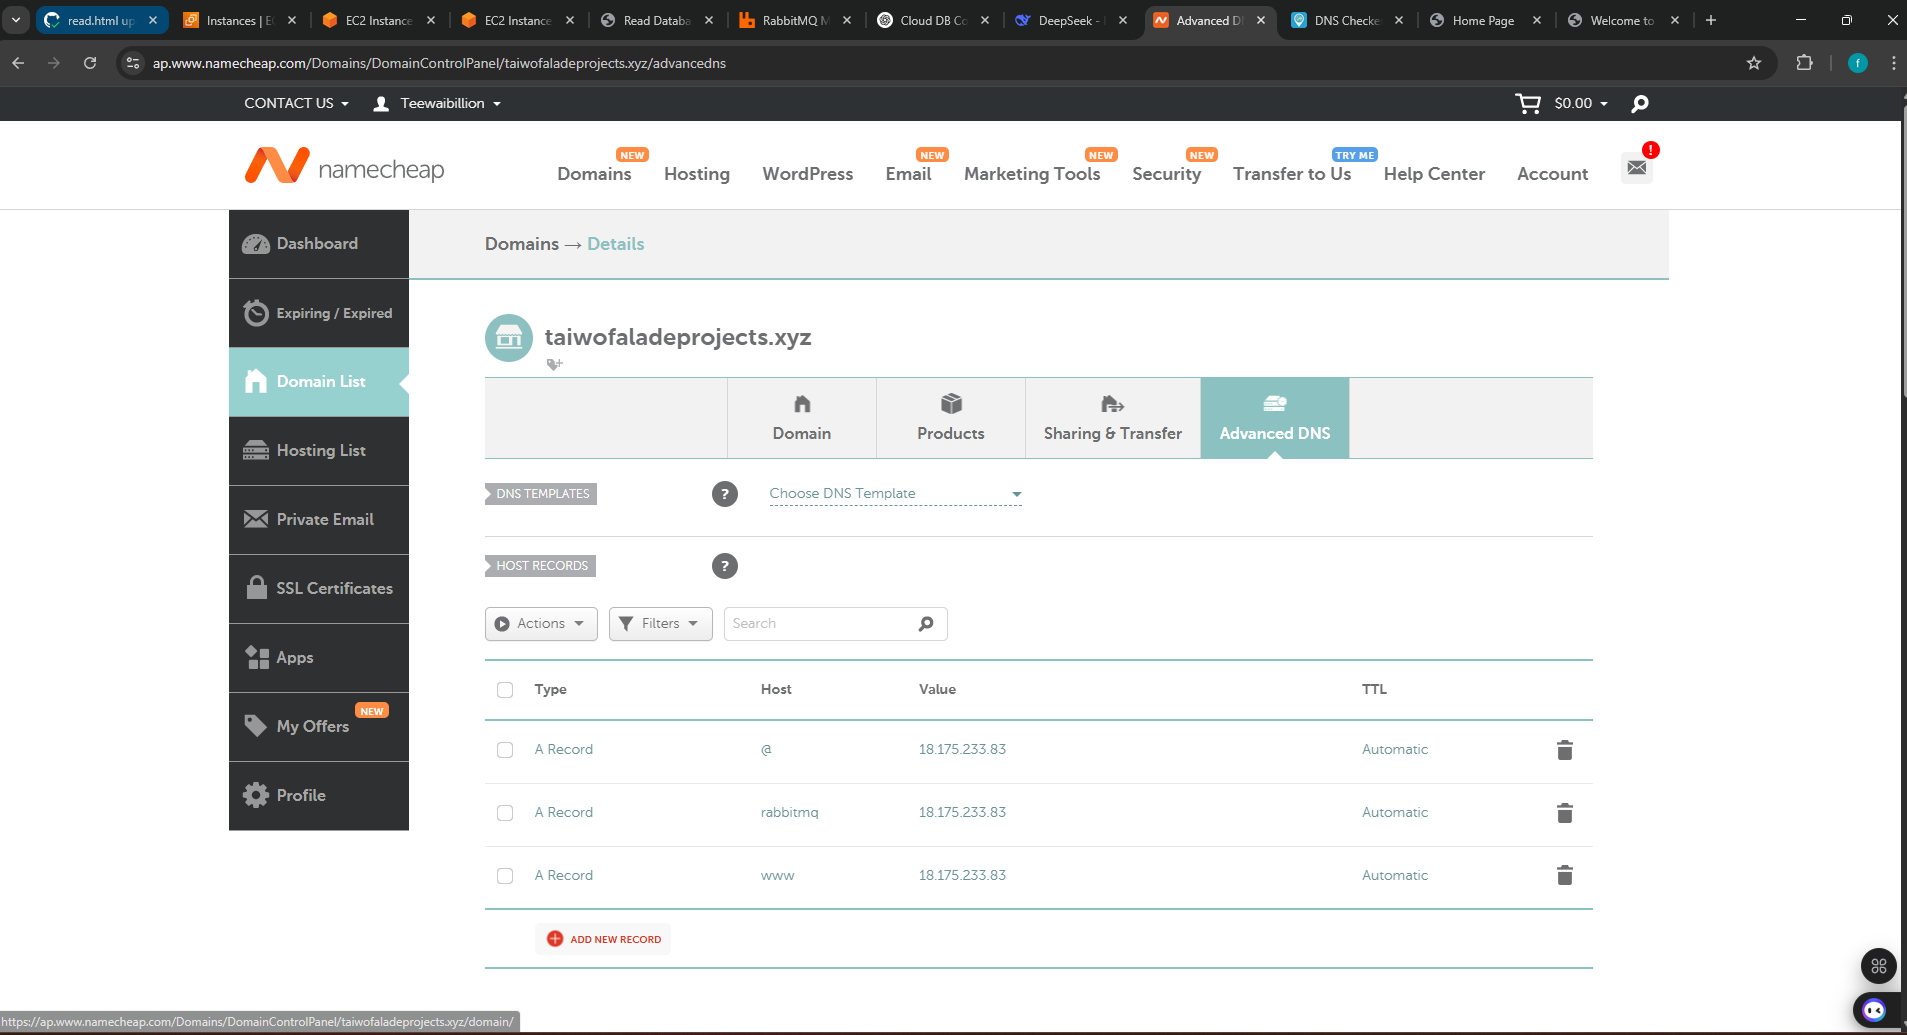 read.html up
Instances | EC
EC2 Instance
EC2 Instance
Read Databa
RabbitMQ M
Cloud DB Co
DeepSeek -
Advanced D
DNS Checke
Home Page
Welcome to
ap.www.namecheap.com/Domains/DomainControlPanel/taiwofaladeprojects.xyz/advancedns
f
CONTACT US
Teewaibillion
$0.00
namecheap
Domains NEW
Hosting
WordPress
Email NEW
Marketing Tools NEW
Security NEW
Transfer to Us TRY ME
Help Center
Account
!
Dashboard
Expiring / Expired
Domain List
Hosting List
Private Email
SSL Certificates
Apps
My Offers NEW
Profile
Domains → Details
taiwofaladeprojects.xyz
Domain
Products
Sharing & Transfer
Advanced DNS
DNS TEMPLATES ? Choose DNS Template
HOST RECORDS ?
Actions Filters Search
Type Host Value TTL
A Record @ 18.175.233.83 Automatic
A Record rabbitmq 18.175.233.83 Automatic
A Record www 18.175.233.83 Automatic
ADD NEW RECORD
https://ap.www.namecheap.com/Domains/DomainControlPanel/taiwofaladeprojects.xyz/domain/